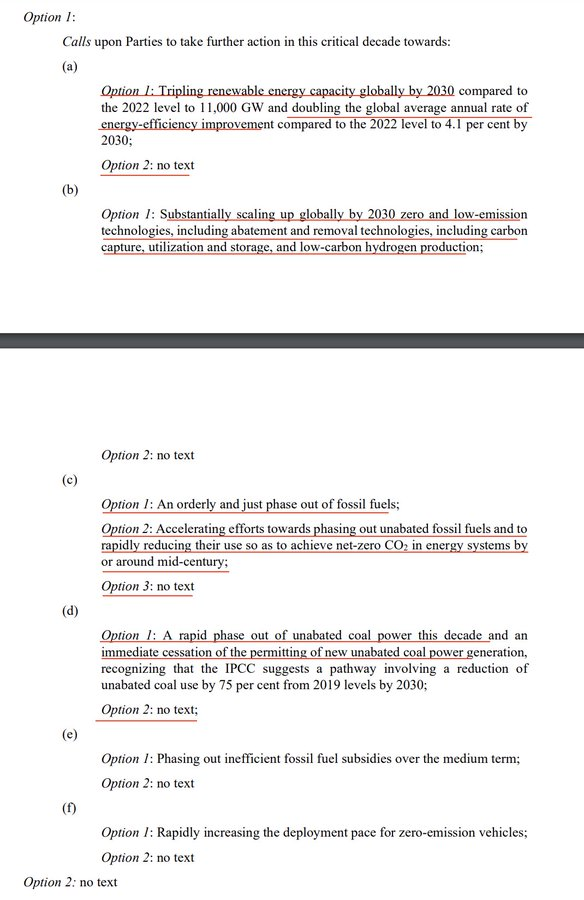 Option 1:
Calls upon Parties to take further action in this critical decade towards:
(a)
Option 1: Tripling renewable energy capacity globally by 2030 compared to
the 2022 level to 11,000 GW and doubling the global average annual rate of
energy-efficiency improvement compared to the 2022 level to 4.1 per cent by
2030;
Option 2: no text
(b)
Option 1: Substantially scaling up globally by 2030 zero and low-emission
technologies, including abatement and removal technologies, including carbon
capture, utilization and storage, and low-carbon hydrogen production;
Option 2: no text
(c)
Option 1: An orderly and just phase out of fossil fuels;
Option 2: Accelerating efforts towards phasing out unabated fossil fuels and to
rapidly reducing their use so as to achieve net-zero CO₂ in energy systems by
or around mid-century;
Option 3: no text
(d)
Option 1: A rapid phase out of unabated coal power this decade and an
immediate cessation of the permitting of new unabated coal power generation,
recognizing that the IPCC suggests a pathway involving a reduction of
unabated coal use by 75 per cent from 2019 levels by 2030;
Option 2: no text;
(e)
Option 1: Phasing out inefficient fossil fuel subsidies over the medium term;
Option 2: no text
(f)
Option 1: Rapidly increasing the deployment pace for zero-emission vehicles;
Option 2: no text
Option 2: no text